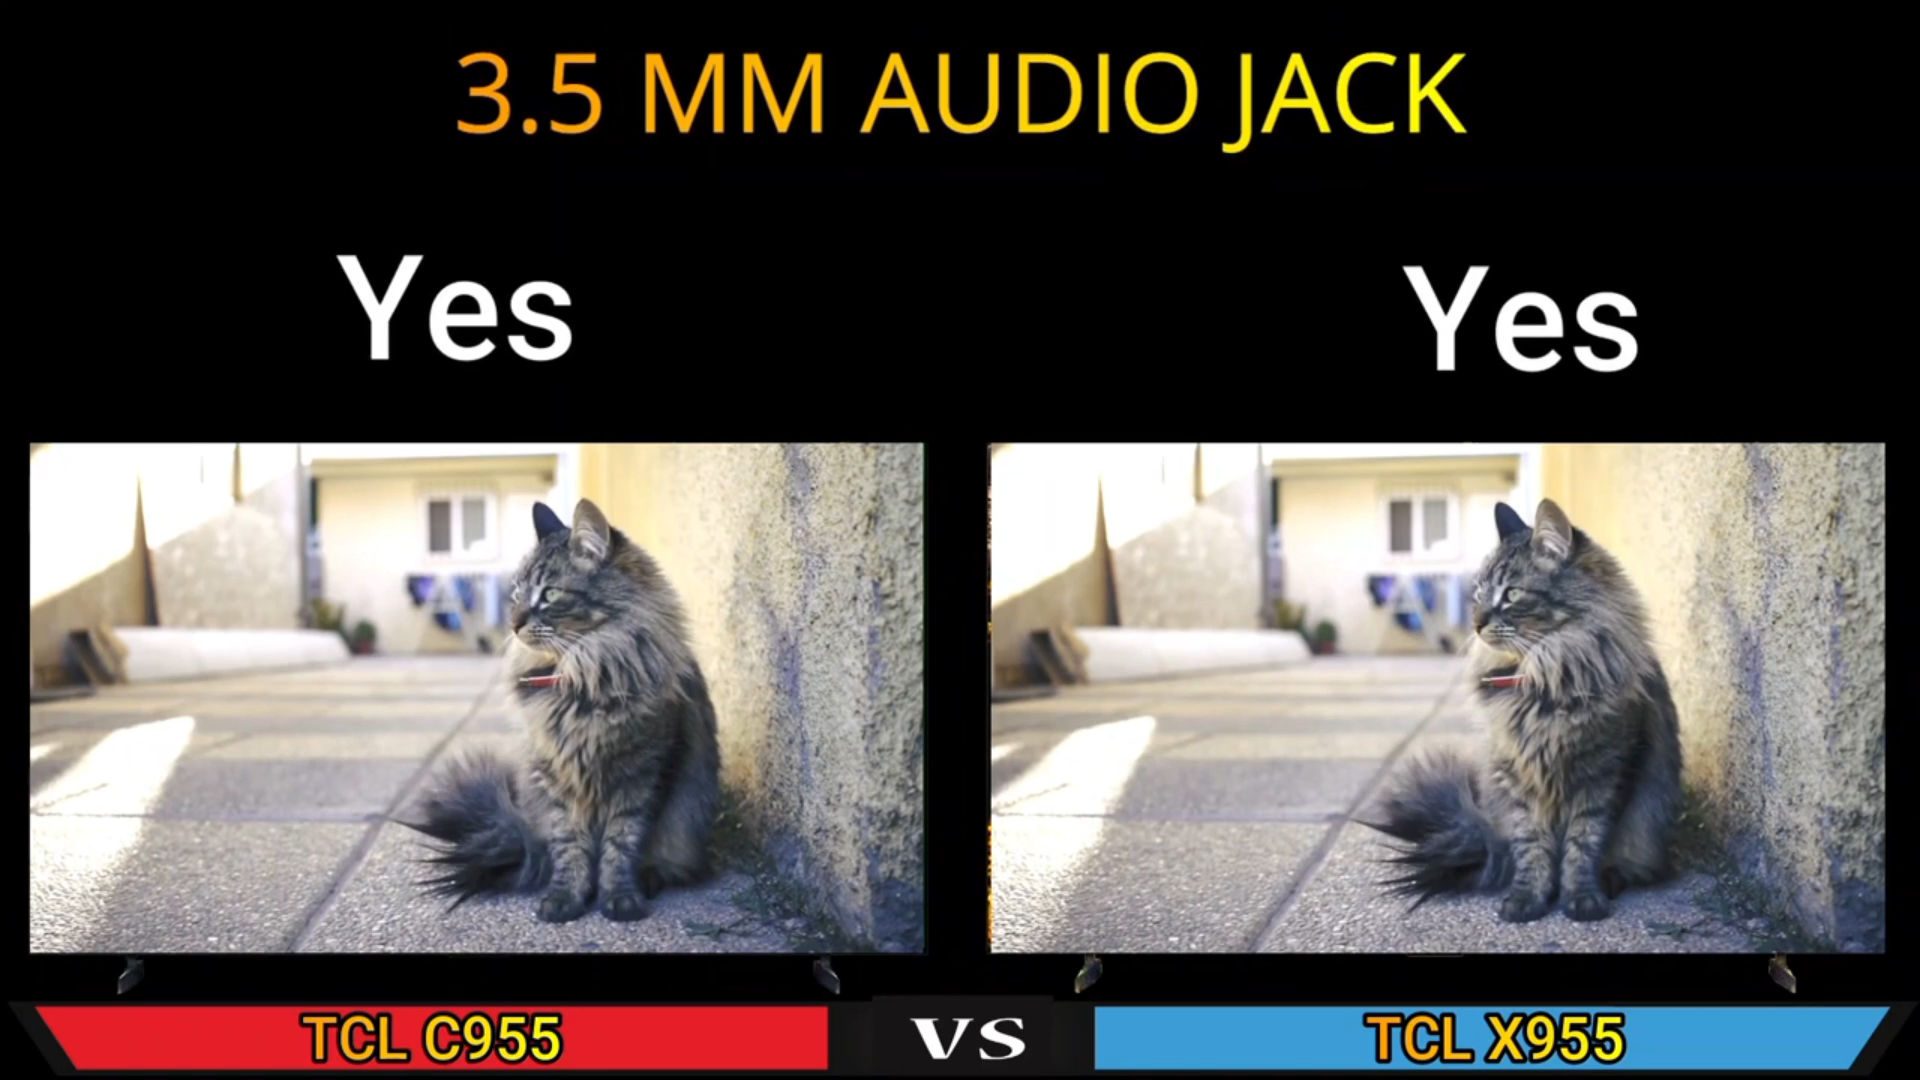 3.5 MM AUDIO JACK
Yes
Yes
TCL C955
VS
TCL X955